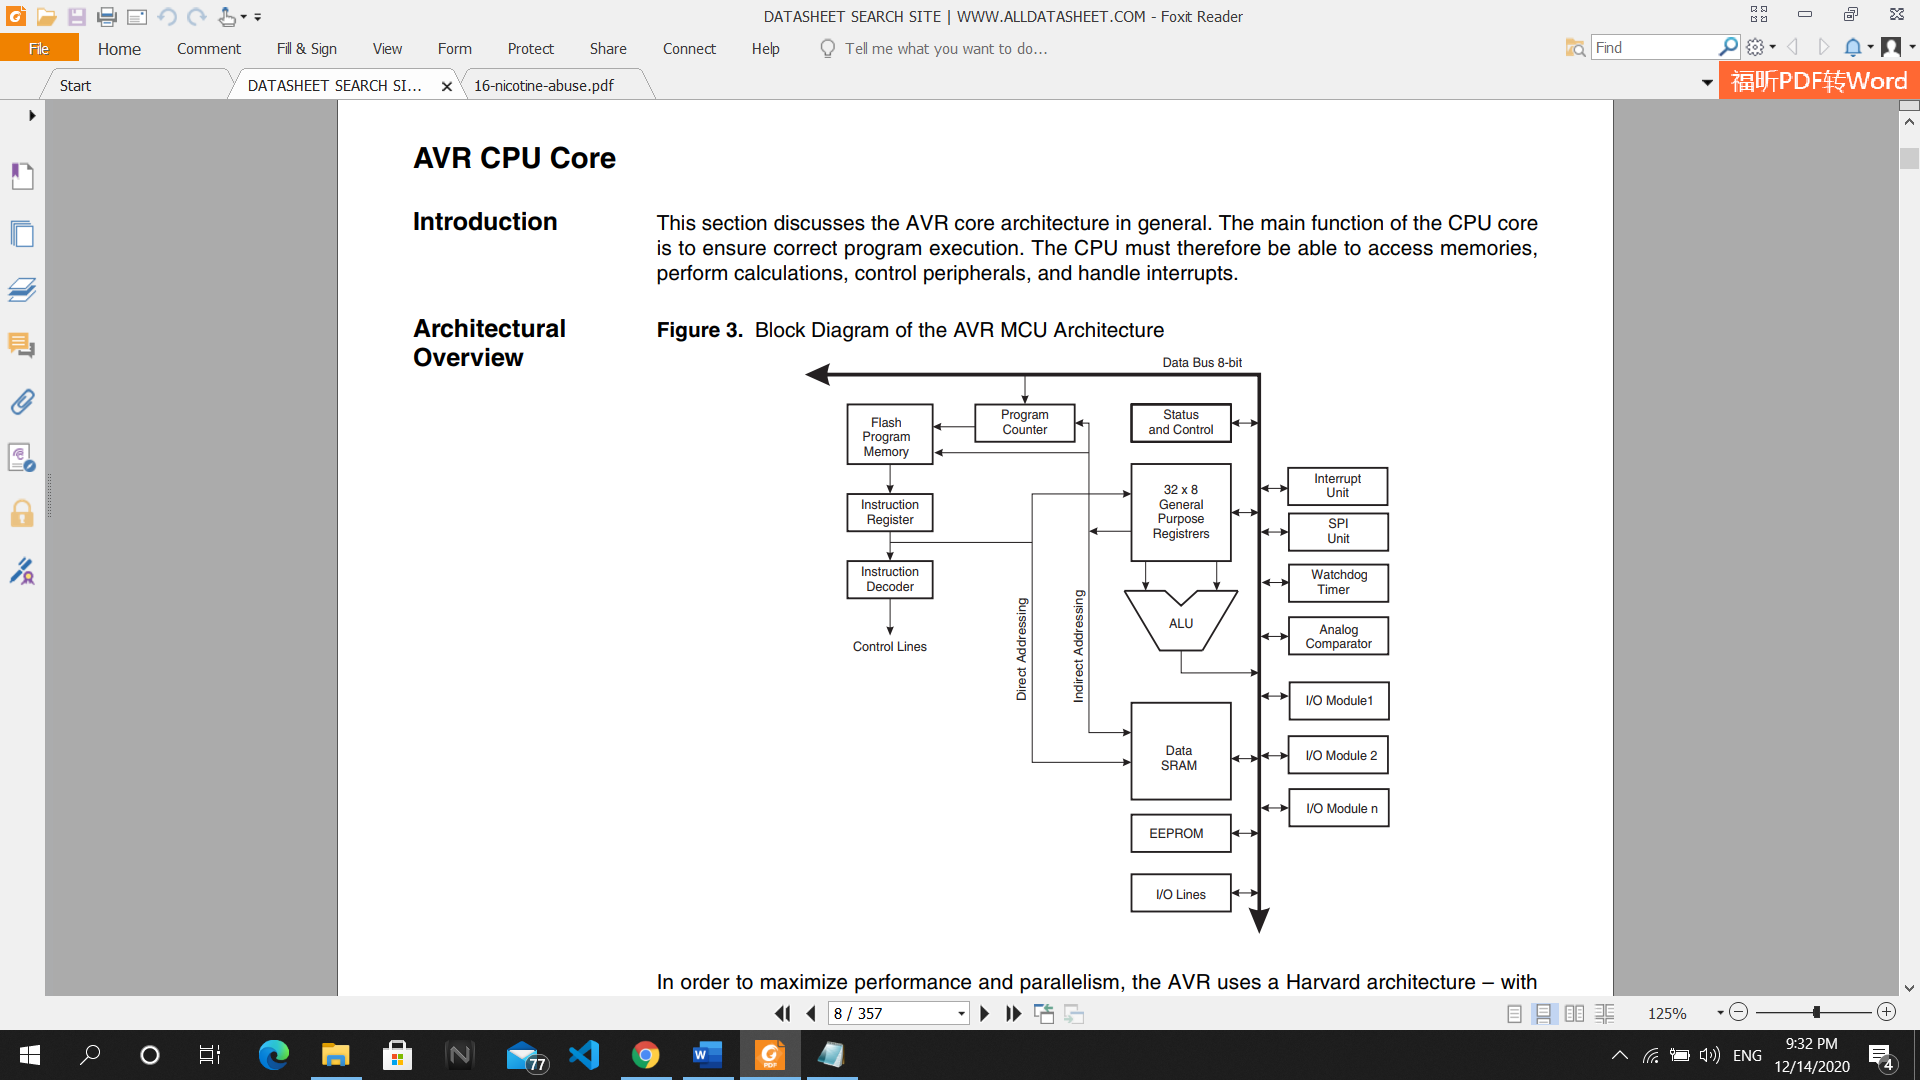 DATASHEET SEARCH SITE | WWW.ALLDATASHEET.COM - Foxit Reader
File
Home
Comment
Fill & Sign
View
Form
Protect
Share
Connect
Help
Tell me what you want to do...
Find
Start
DATASHEET SEARCH SI...
16-nicotine-abuse.pdf
福昕PDF转Word
AVR CPU Core
Introduction
This section discusses the AVR core architecture in general. The main function of the CPU core
is to ensure correct program execution. The CPU must therefore be able to access memories,
perform calculations, control peripherals, and handle interrupts.
Architectural
Overview
Figure 3. Block Diagram of the AVR MCU Architecture
Data Bus 8-bit
Flash
Program
Memory
Program
Counter
Status
and Control
Instruction
Register
32 x 8
General
Purpose
Registrers
Interrupt
Unit
SPI
Unit
Instruction
Decoder
Watchdog
Timer
Control Lines
Direct Addressing
Indirect Addressing
ALU
Analog
Comparator
I/O Module1
Data
SRAM
I/O Module 2
I/O Module n
EEPROM
I/O Lines
In order to maximize performance and parallelism, the AVR uses a Harvard architecture – with
8 / 357
125%
77
W
PDF
ENG
9:32 PM
12/14/2020
4